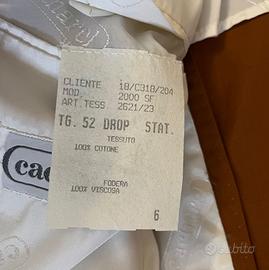 CLIENTE 18/C318/204
MOD. 2000 SF
ART.TESS. 2621/23
TG. 52 DROP STAT.
TESSUTO
100% COTONE
cac
FODERA
100% VISCOSA
6
subito